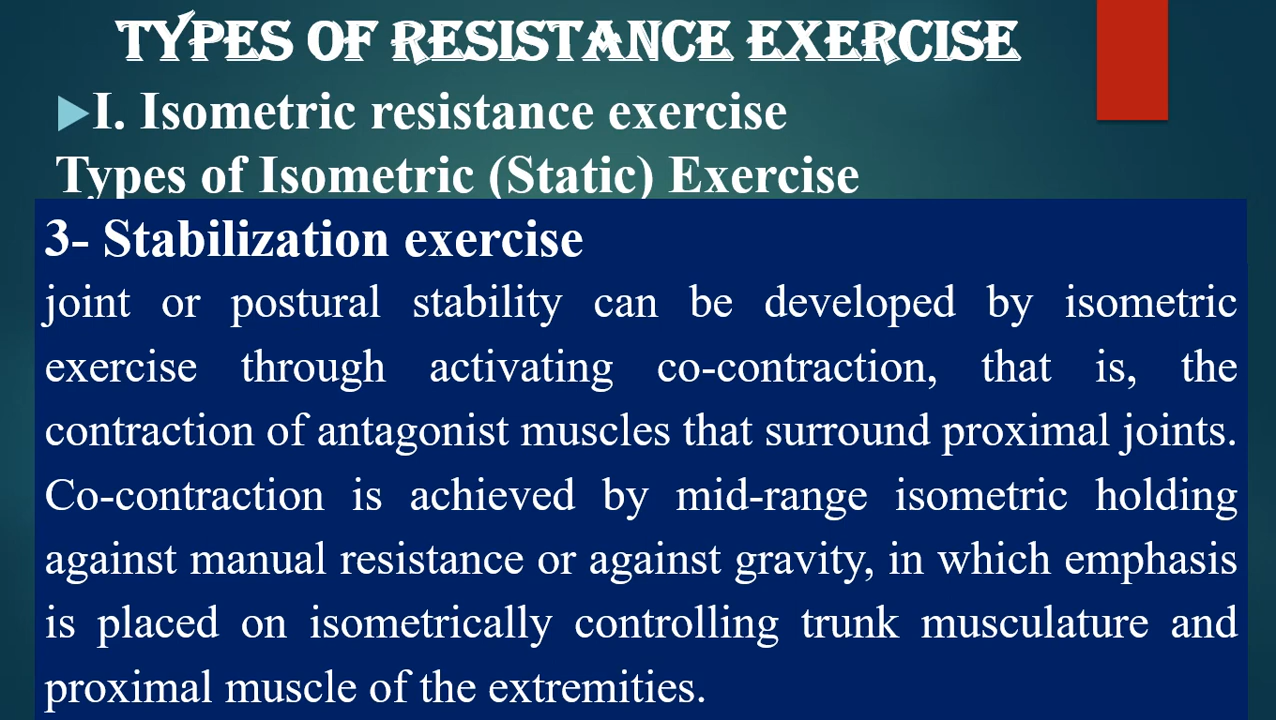 TYPES OF RESISTANCE EXERCISE
I. Isometric resistance exercise
Types of Isometric (Static) Exercise
3- Stabilization exercise
joint or postural stability can be developed by isometric
exercise through activating co-contraction, that is, the
contraction of antagonist muscles that surround proximal joints.
Co-contraction is achieved by mid-range isometric holding
against manual resistance or against gravity, in which emphasis
is placed on isometrically controlling trunk musculature and
proximal muscle of the extremities.